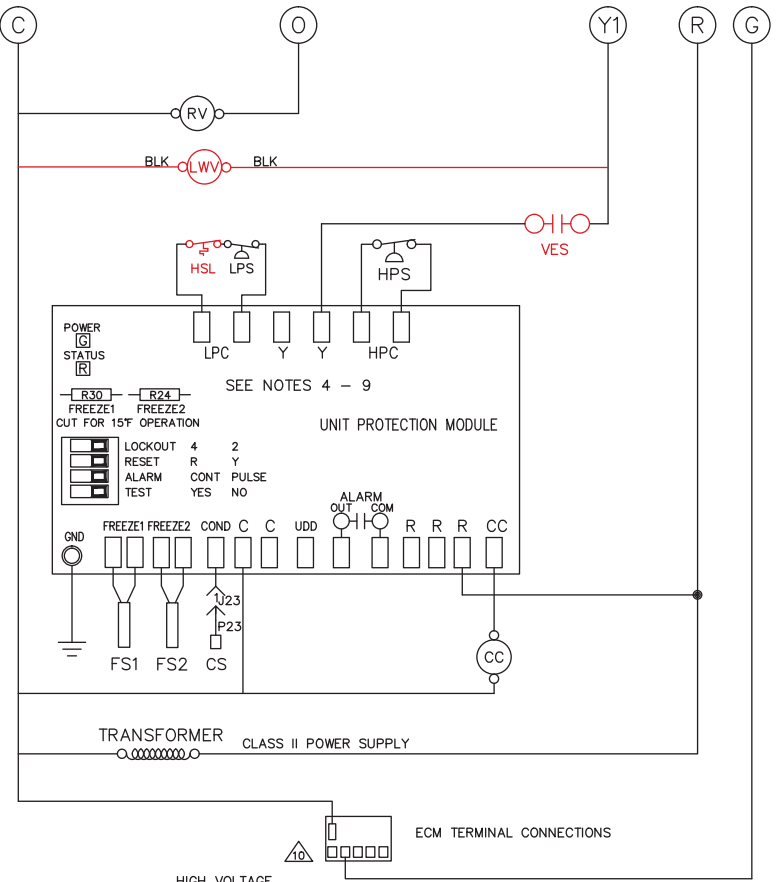 C O Y1 R G
RV
BLK LWV BLK
VES
HSL LPS HPS
POWER
G
STATUS
R
LPC Y Y HPC
SEE NOTES 4 - 9
R30 R24
FREEZE1 FREEZE2
CUT FOR 15°F OPERATION
UNIT PROTECTION MODULE
LOCKOUT 4 2
RESET R Y
ALARM CONT PULSE
TEST YES NO
ALARM
OUT COM
GND
FREEZE1 FREEZE2 COND C C UDD R R R CC
1 J23
P23
FS1 FS2 CS
CC
TRANSFORMER
CLASS II POWER SUPPLY
ECM TERMINAL CONNECTIONS
10
HIGH VOLTAGE